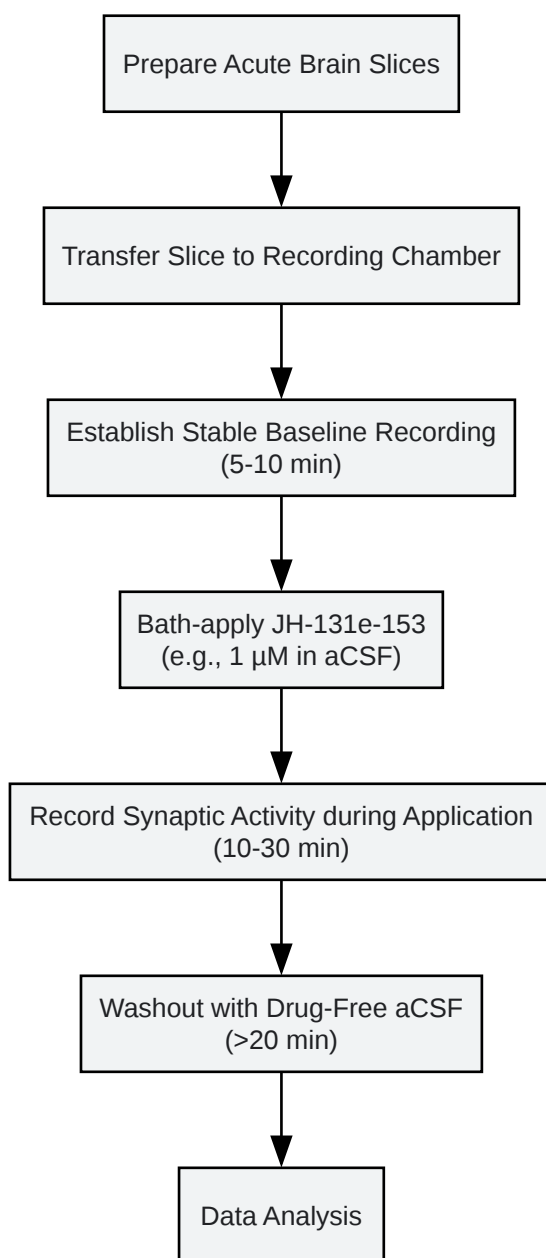 Prepare Acute Brain Slices
Transfer Slice to Recording Chamber
Establish Stable Baseline Recording
(5-10 min)
Bath-apply JH-131e-153
(e.g., 1 µM in aCSF)
Record Synaptic Activity during Application
(10-30 min)
Washout with Drug-Free aCSF
(>20 min)
Data Analysis